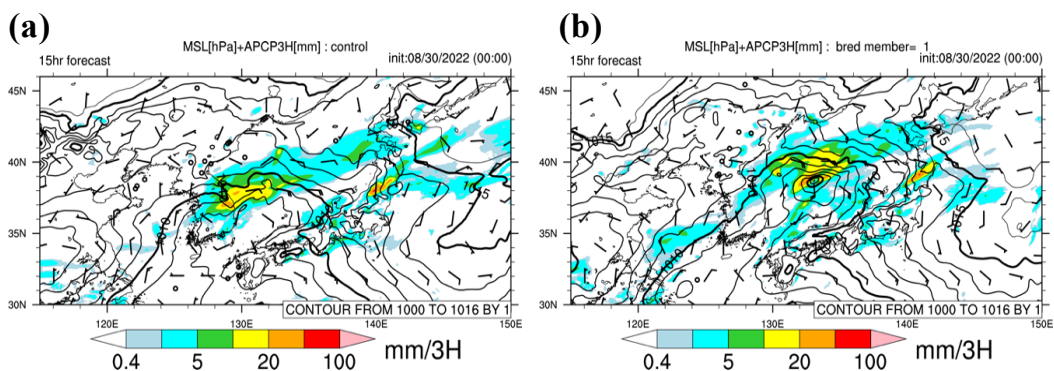 (a)
MSL[hPa]+APCP3H[mm] : control
15hr forecast
init:08/30/2022 (00:00)
45N
40N
35N
30N
120E
130E
140E
150E
CONTOUR FROM 1000 TO 1016 BY 1
0.4
5
20
100
mm/3H
(b)
MSL[hPa]+APCP3H[mm] : bred member= 1
15hr forecast
init:08/30/2022 (00:00)
45N
40N
35N
30N
120E
130E
140E
150E
CONTOUR FROM 1000 TO 1016 BY 1
0.4
5
20
100
mm/3H